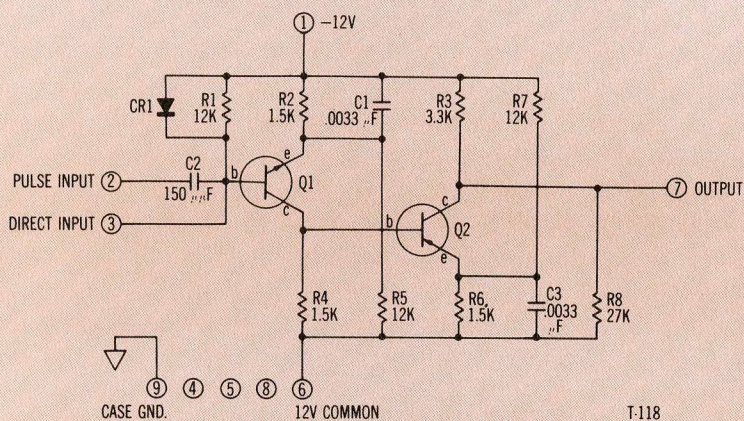 ① −12V
CR1
R1
12K
R2
1.5K
C1
.0033 μF
R3
3.3K
R7
12K
C2
150 μμF
PULSE INPUT ②
DIRECT INPUT ③
b
e
c
Q1
b
c
e
Q2
⑦ OUTPUT
R4
1.5K
R5
12K
R6
1.5K
C3
.0033
μF
R8
27K
⑨ ④ ⑤ ⑧ ⑥
CASE GND.
12V COMMON
T-118